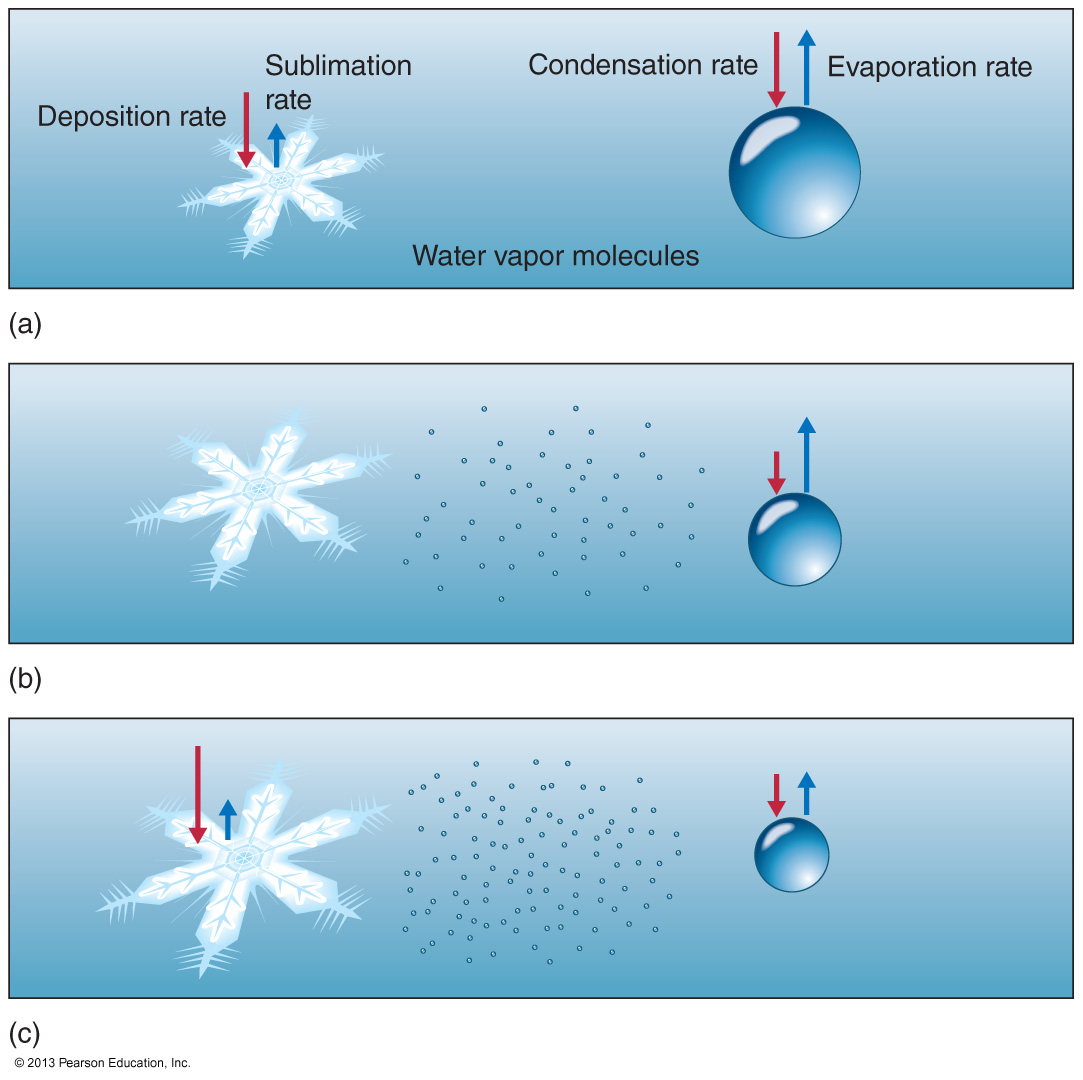 Sublimation
rate
Deposition rate
Condensation rate
Evaporation rate
Water vapor molecules
(a)
(b)
(c)
© 2013 Pearson Education, Inc.